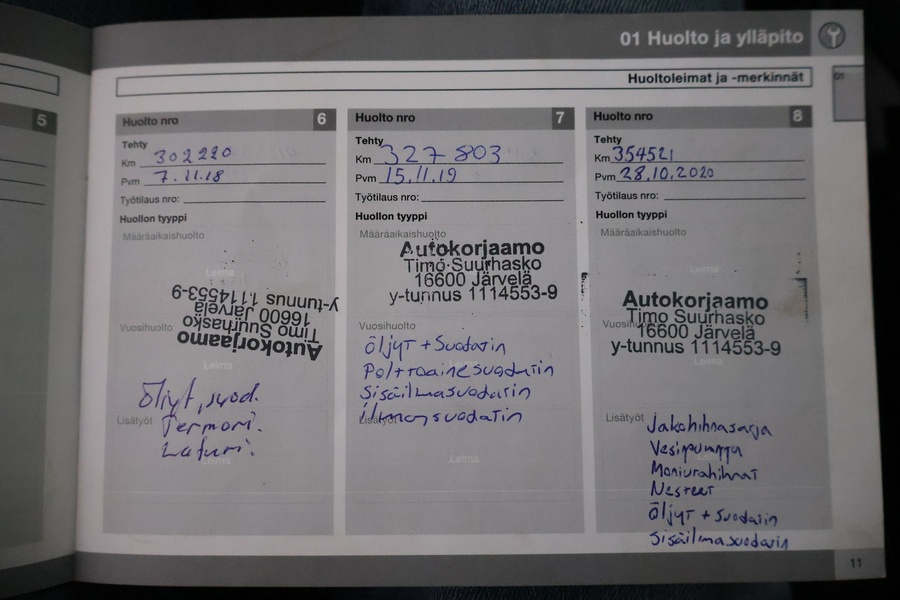 01 Huolto ja ylläpito
Huoltoleimat ja -merkinnät
01
5
Huolto nro 6
Tehty
Km 302220
Pvm 7.11.18
Työtilaus nro:
Huollon tyyppi
Määräaikaishuolto
Leima
Autokorjaamo
Timo Suurhasko
16600 Järvelä
y-tunnus 1114553-9
Vuosihuolto
Leima
Öljyt, suod.
Lisätyöt
Termari.
Laturi.
Leima
Huolto nro 7
Tehty
Km 327 803
Pvm 15.11.19
Työtilaus nro:
Huollon tyyppi
Määräaikaishuolto
Autokorjaamo
Timo Suurhasko
16600 Järvelä
y-tunnus 1114553-9
Vuosihuolto
Öljyt + Suodatin
Polttoainesuodatin
Leima
Sisäilmasuodatin
ilmansuodatin
Lisätyöt
Leima
Huolto nro 8
Tehty
Km 354521
Pvm 28.10.2020
Työtilaus nro:
Huollon tyyppi
Määräaikaishuolto
Leima
Autokorjaamo
Timo Suurhasko
Vuosihuolto
16600 Järvelä
y-tunnus 1114553-9
Leima
Lisätyöt
Jakohihnasarja
Vesipumppu
Moniurahihnat
Nesteet
Öljyt + Suodatin
Sisäilmasuodatin
11